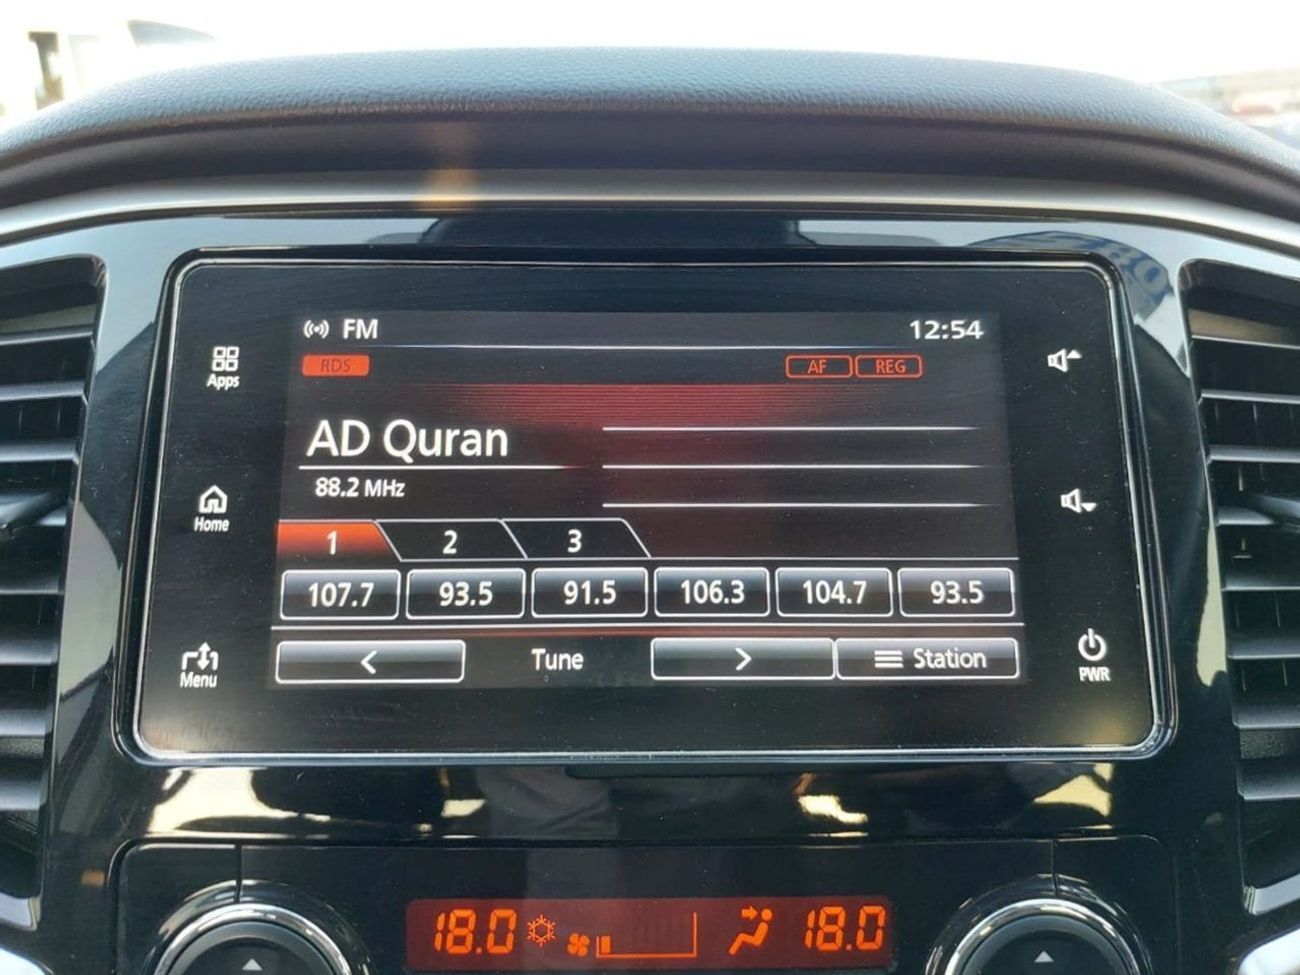 FM 12:54
RDS AF REG
Apps
AD Quran
88.2 MHz
Home
1 2 3
107.7 93.5 91.5 106.3 104.7 93.5
< Tune > Station
Menu PWR
18.0 18.0